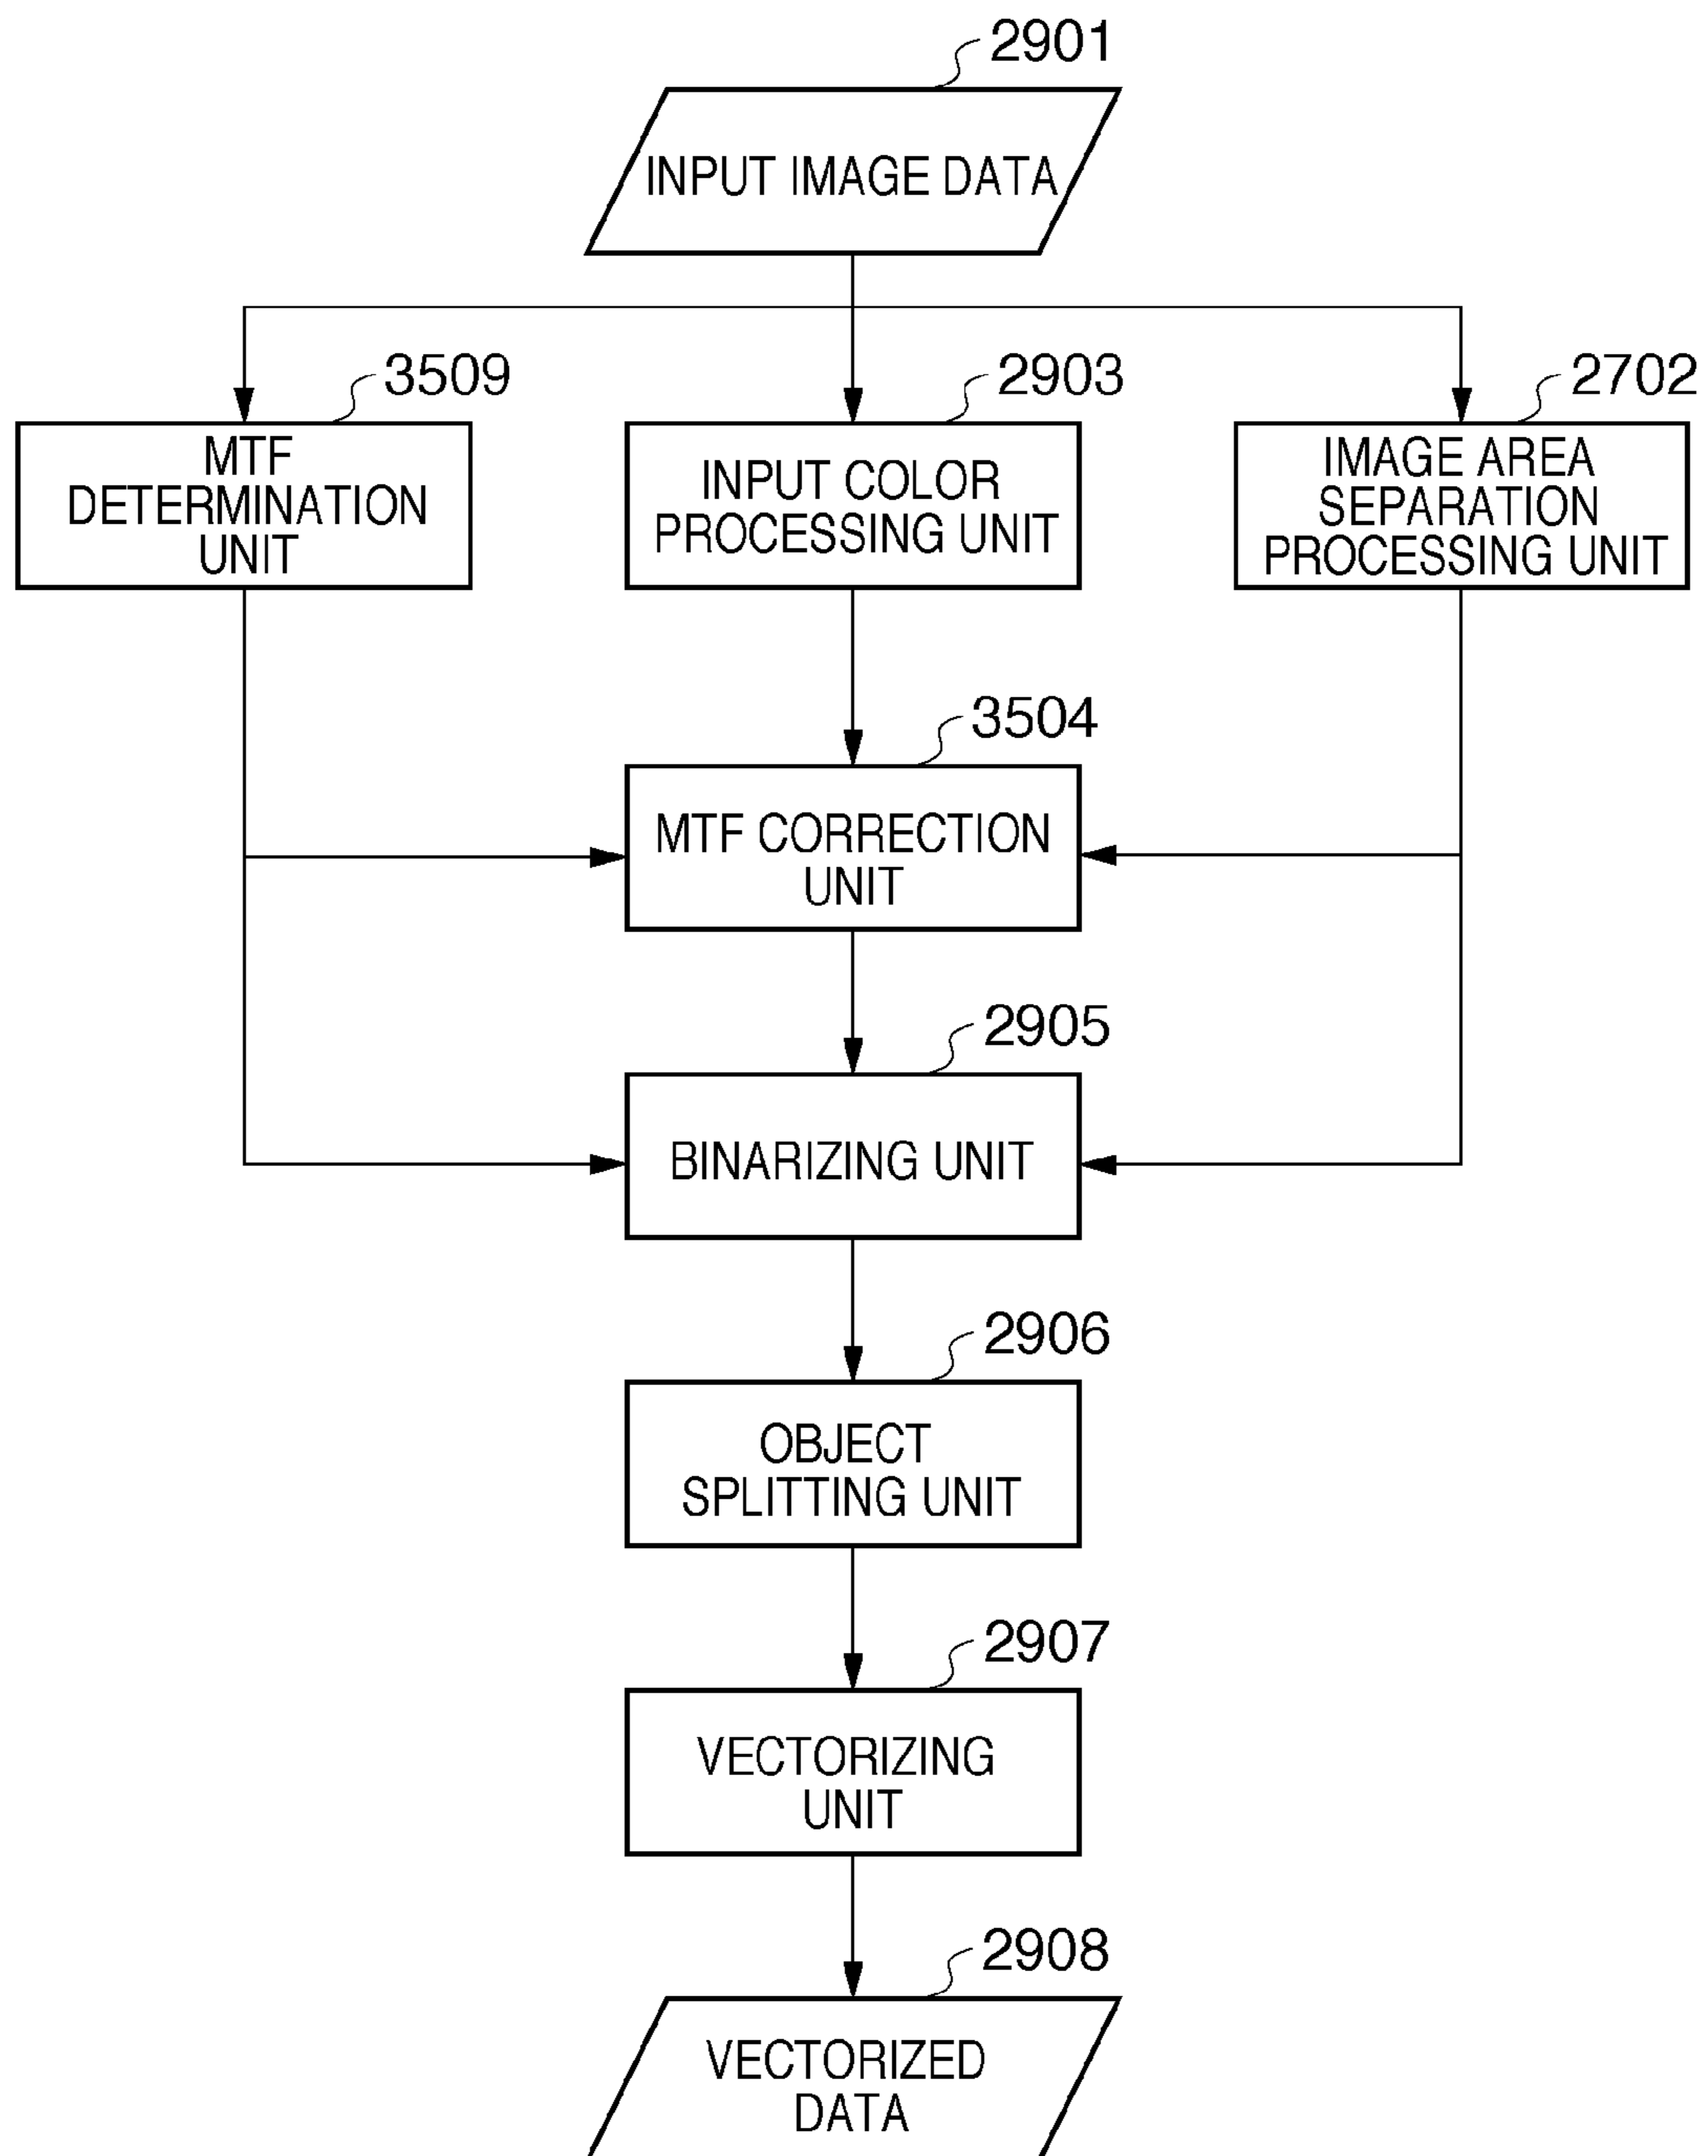 2901
INPUT IMAGE DATA
3509
2903
2702
MTF
DETERMINATION
UNIT
INPUT COLOR
PROCESSING UNIT
IMAGE AREA
SEPARATION
PROCESSING UNIT
3504
MTF CORRECTION
UNIT
2905
BINARIZING UNIT
2906
OBJECT
SPLITTING UNIT
2907
VECTORIZING
UNIT
2908
VECTORIZED
DATA